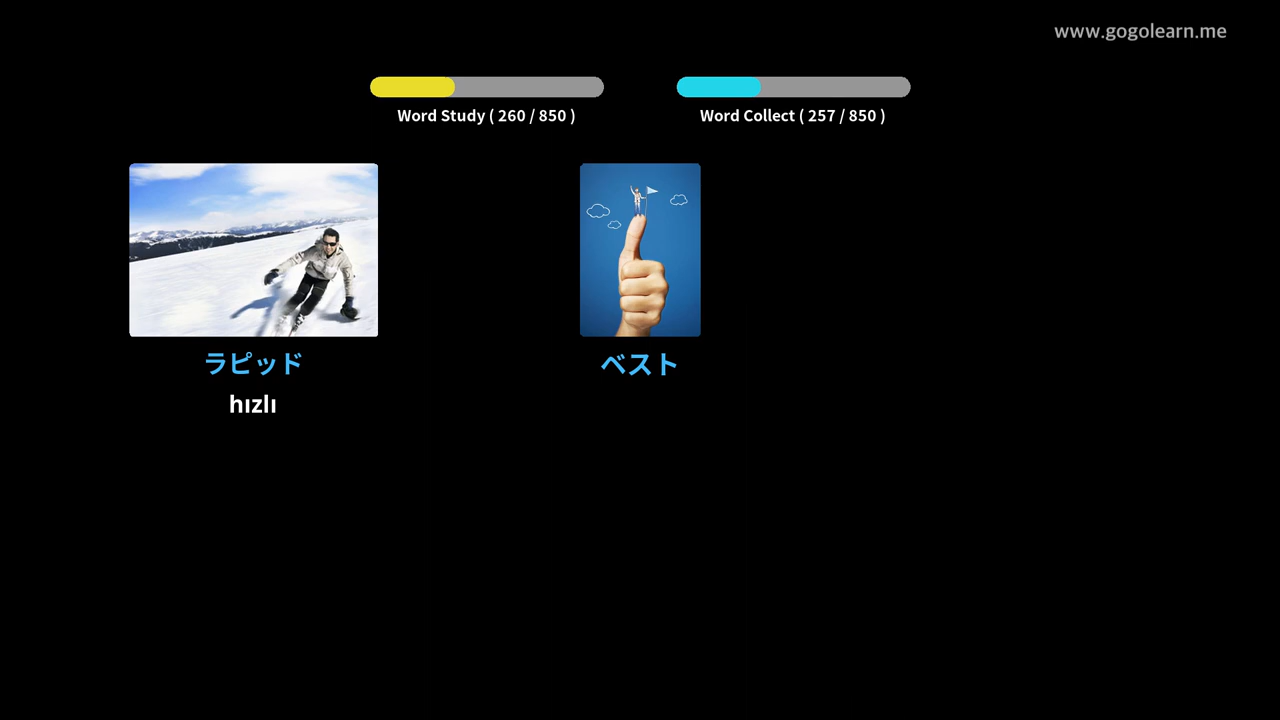 www.gogolearn.me
Word Study ( 260 / 850 )
Word Collect ( 257 / 850 )
ラピッド
hızlı
ベスト